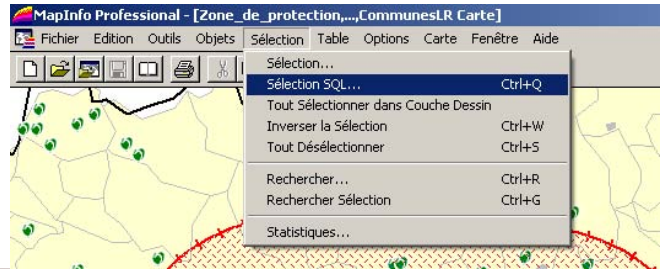 MapInfo Professional - [Zone_de_protection,...,CommunesLR Carte]
Fichier Edition Outils Objets Sélection Table Options Carte Fenêtre Aide
Sélection...
Sélection SQL... Ctrl+Q
Tout Sélectionner dans Couche Dessin
Inverser la Sélection Ctrl+W
Tout Désélectionner Ctrl+S
Rechercher... Ctrl+R
Rechercher Sélection Ctrl+G
Statistiques...